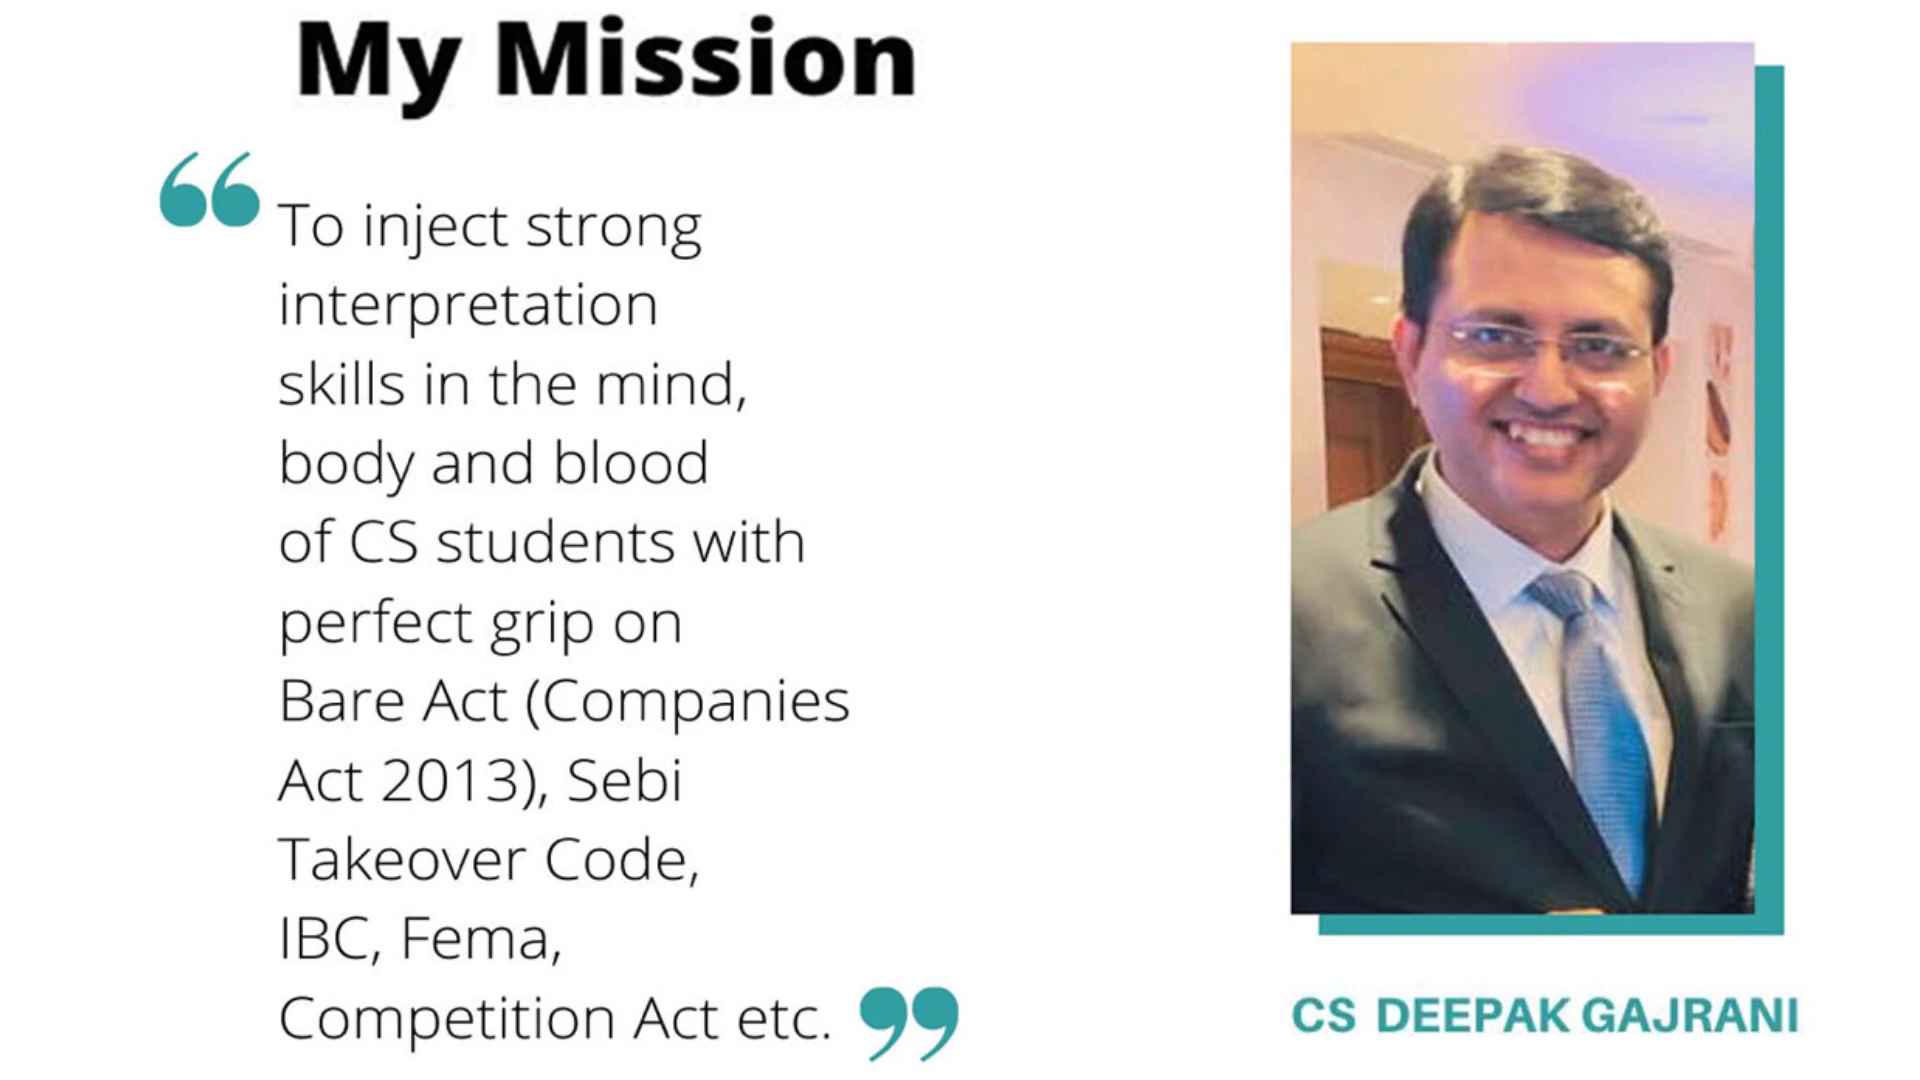 My Mission
To inject strong
interpretation
skills in the mind,
body and blood
of CS students with
perfect grip on
Bare Act (Companies
Act 2013), Sebi
Takeover Code,
IBC, Fema,
Competition Act etc.
CS DEEPAK GAJRANI